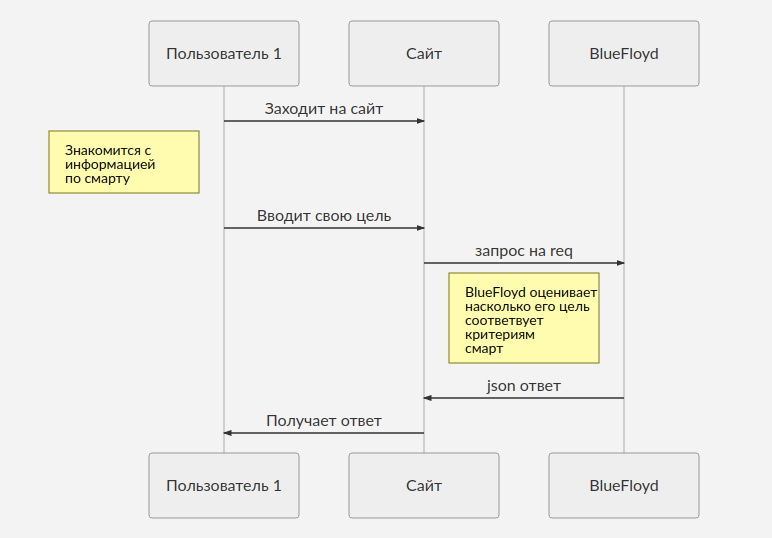 Пользователь 1
Сайт
BlueFloyd
Заходит на сайт
Знакомится с
информацией
по смарту
Вводит свою цель
запрос на req
BlueFloyd оценивает
насколько его цель
соответвует
критериям
смарт
json ответ
Получает ответ
Пользователь 1
Сайт
BlueFloyd